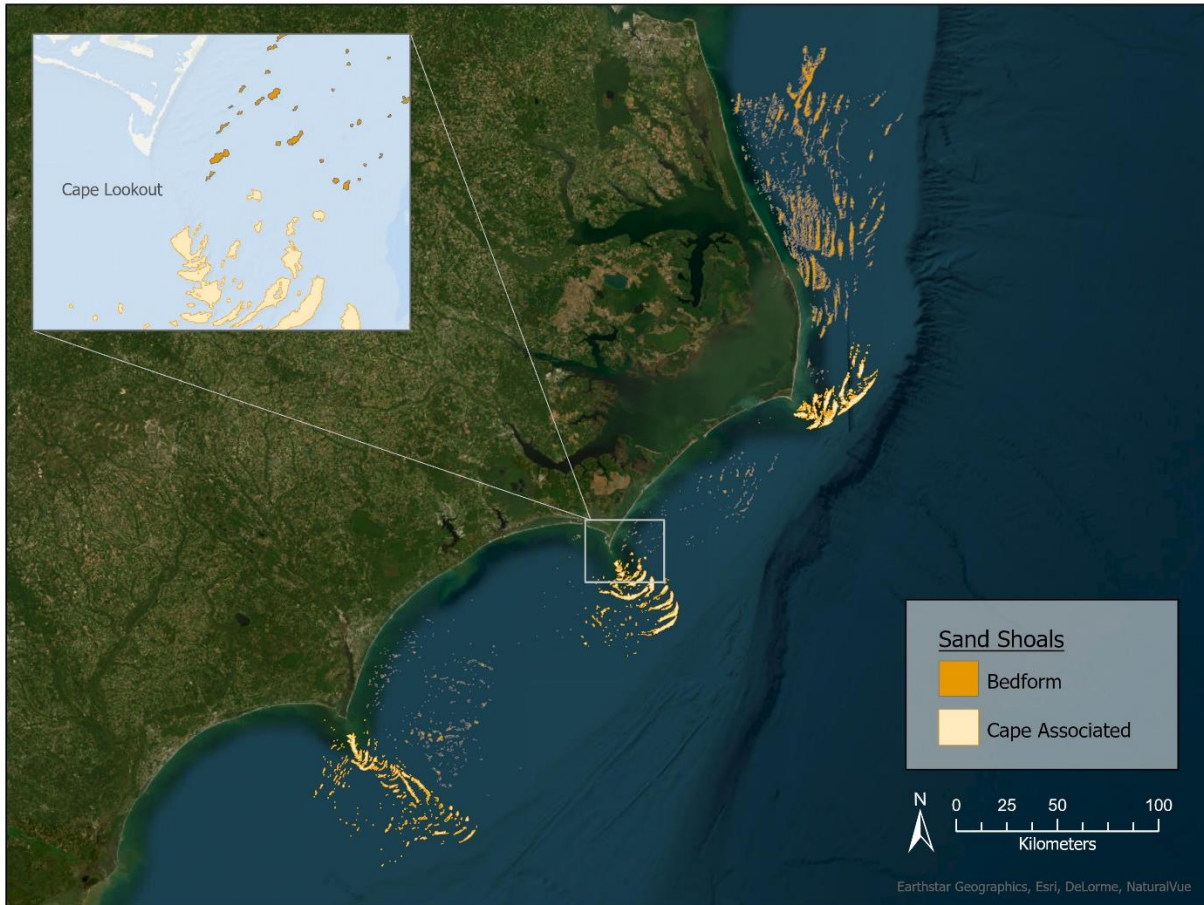 Cape Lookout
Sand Shoals
Bedform
Cape Associated
N
0 25 50 100
Kilometers
Earthstar Geographics, Esri, DeLorme, NaturalVue